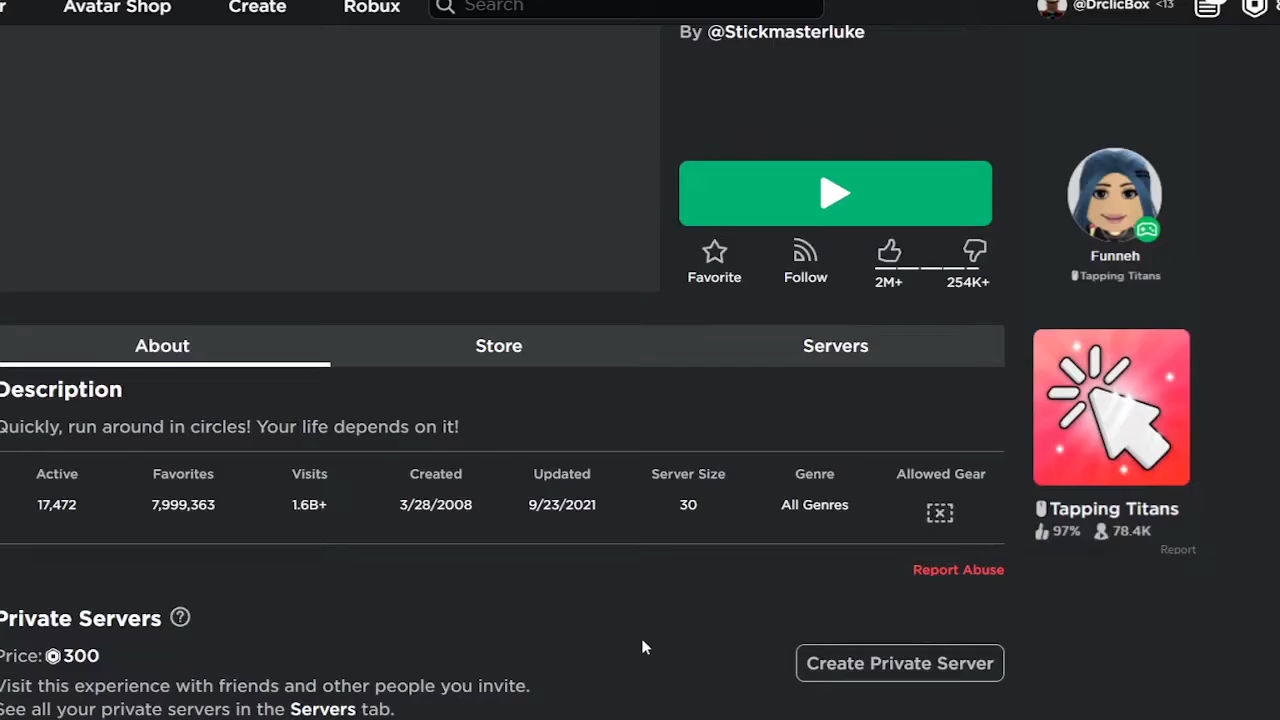 r Avatar Shop Create Robux Search @DrclicBox <13
By @Stickmasterluke
Favorite Follow 2M+ 254K+
Funneh
Tapping Titans
About Store Servers
Description
Quickly, run around in circles! Your life depends on it!
Active Favorites Visits Created Updated Server Size Genre Allowed Gear
17,472 7,999,363 1.6B+ 3/28/2008 9/23/2021 30 All Genres
Tapping Titans
97% 78.4K
Report
Report Abuse
Private Servers
Price: 300
Create Private Server
Visit this experience with friends and other people you invite.
See all your private servers in the Servers tab.